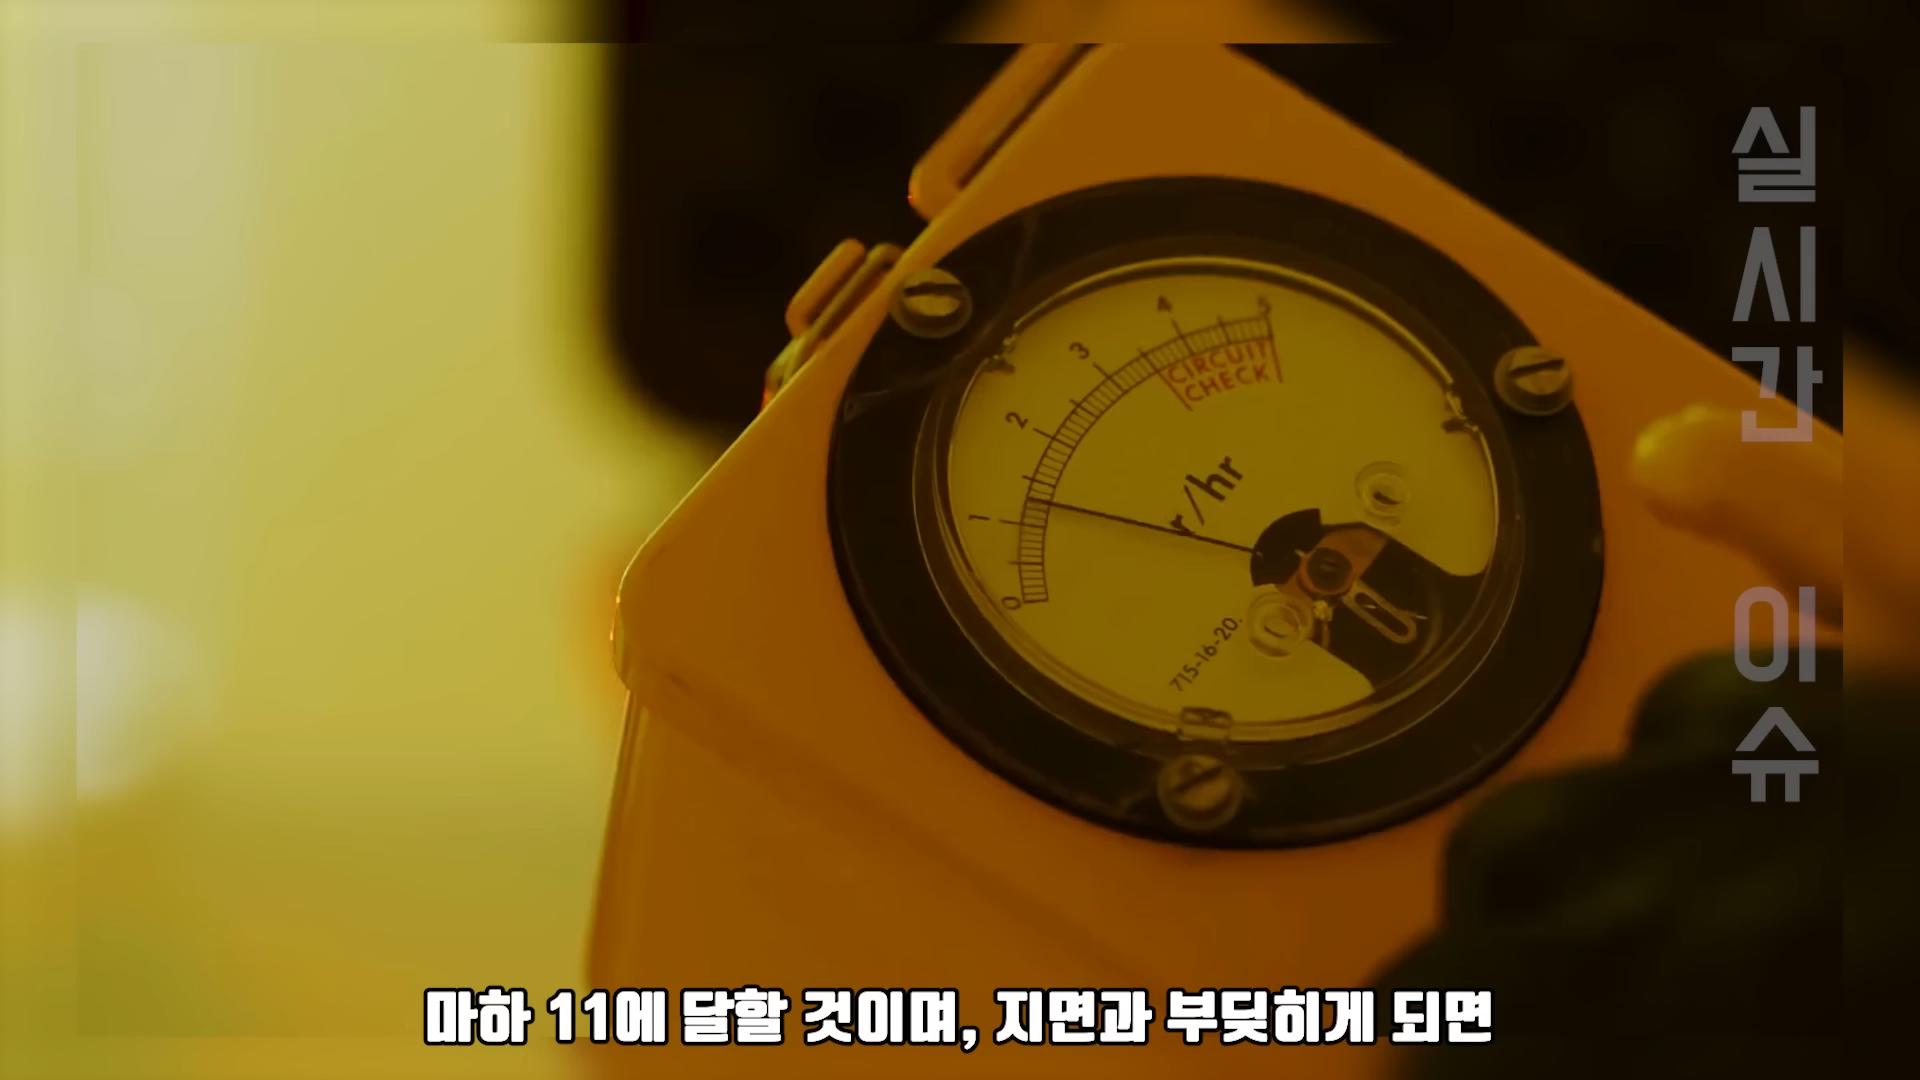 실시간 이슈
0 1 2 3 4 5
CIRCUIT
CHECK
r/hr
715-16-20.
마하 11에 달할 것이며, 지면과 부딪히게 되면